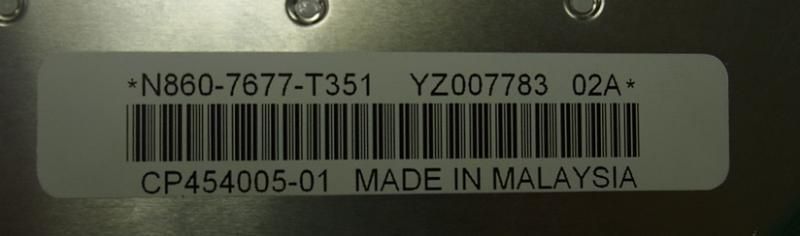 *N860-7677-T351 YZ007783 02A*
CP454005-01 MADE IN MALAYSIA